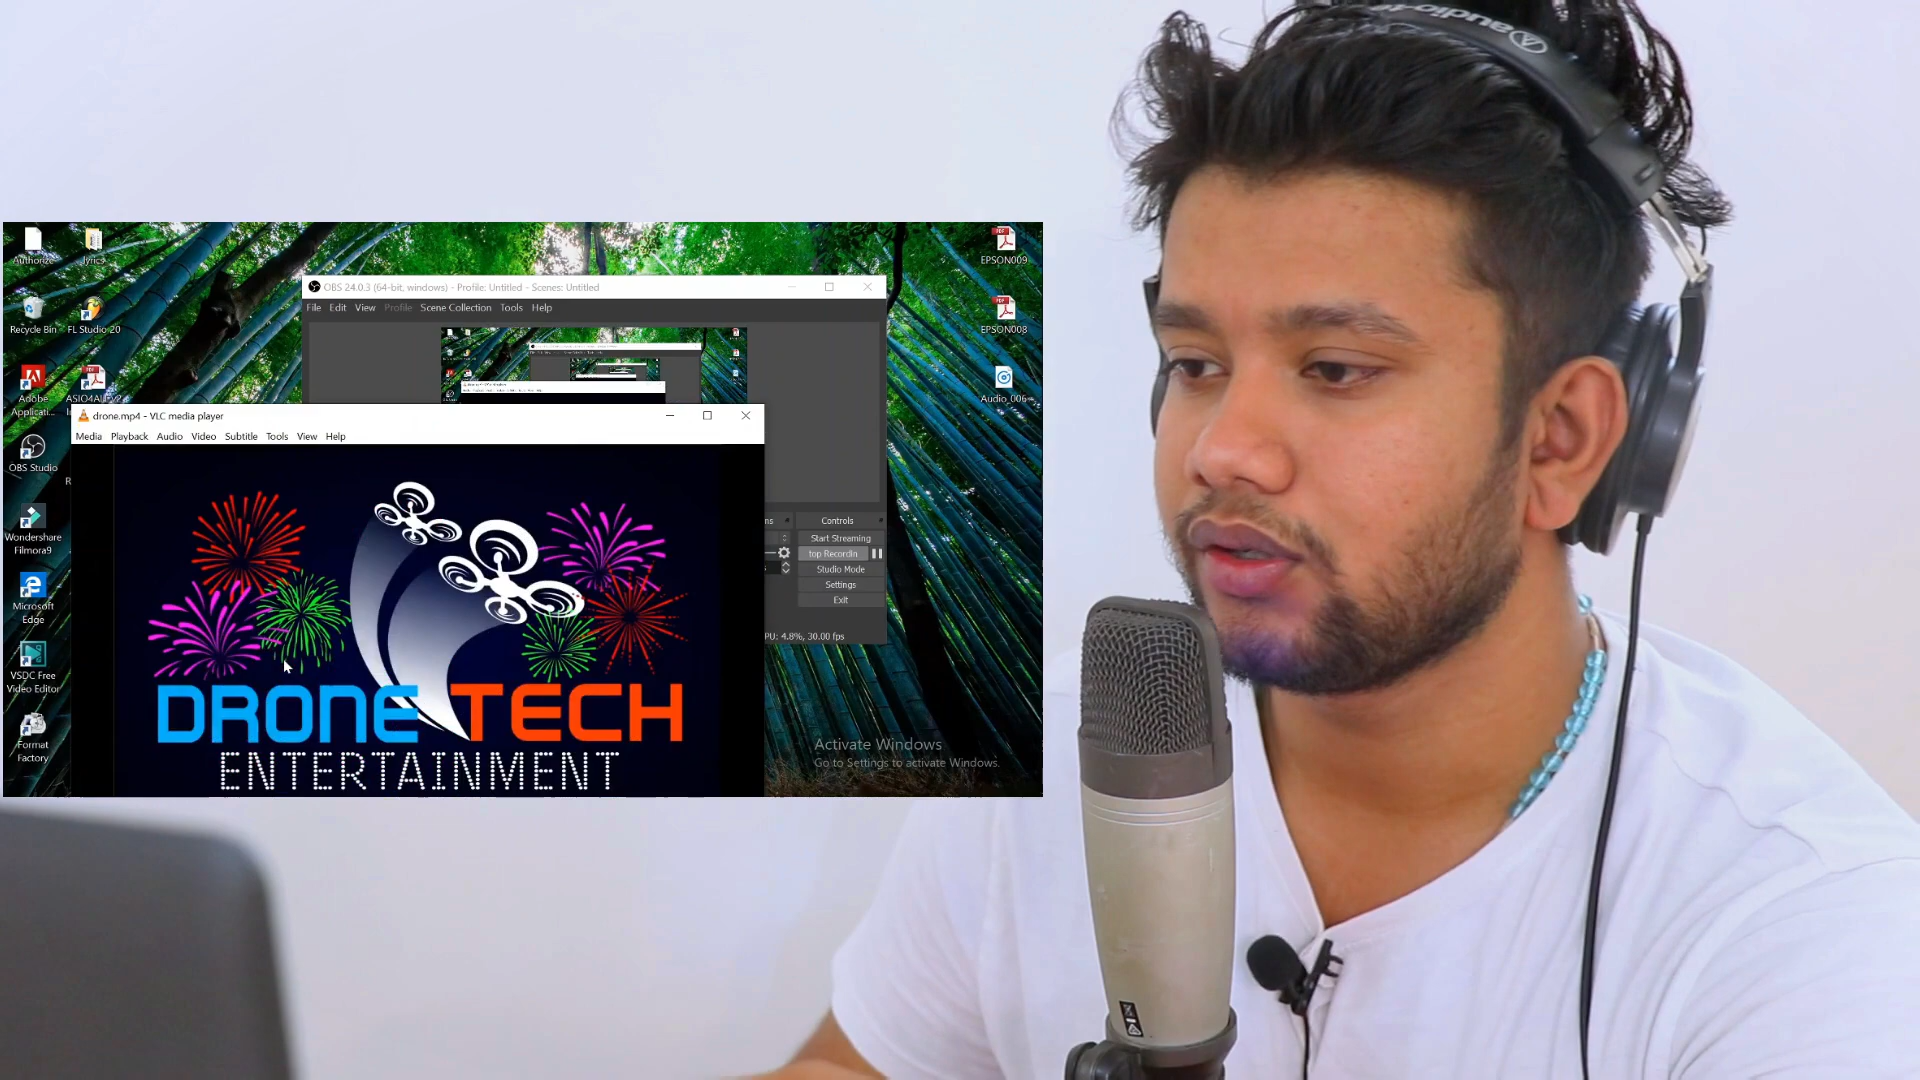 audio-te
Authorize
lyrics
EPSON009
OBS 24.0.3 (64-bit, windows) - Profile: Untitled - Scenes: Untitled
File Edit View Profile Scene Collection Tools Help
Recycle Bin
FL Studio 20
EPSON008
Adobe
Applicati...
ASIO4ALL v2
Audio_006
drone.mp4 - VLC media player
Media Playback Audio Video Subtitle Tools View Help
OBS Studio
Controls
Start Streaming
top Recordin
Studio Mode
Settings
Exit
Wondershare
Filmora9
Microsoft
Edge
PU: 4.8%, 30.00 fps
VSDC Free
Video Editor
DRONE TECH
ENTERTAINMENT
Format
Factory
Activate Windows
Go to Settings to activate Windows.